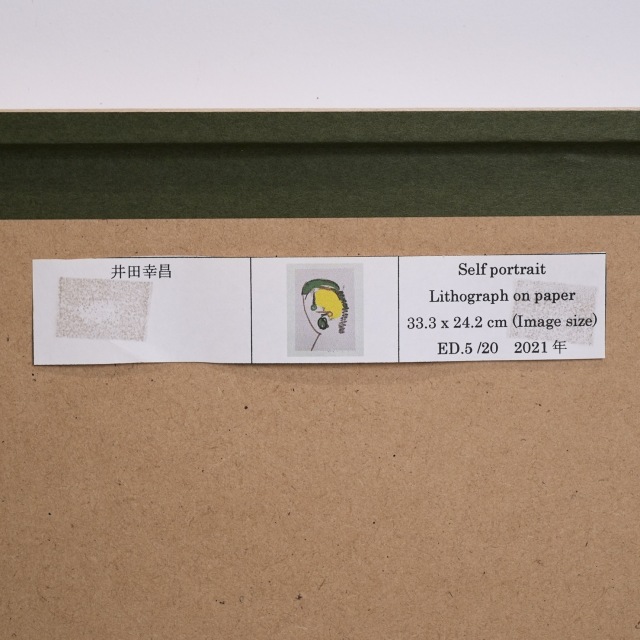 井田幸昌
Self portrait
Lithograph on paper
33.3 x 24.2 cm (Image size)
ED.5 /20 2021 年